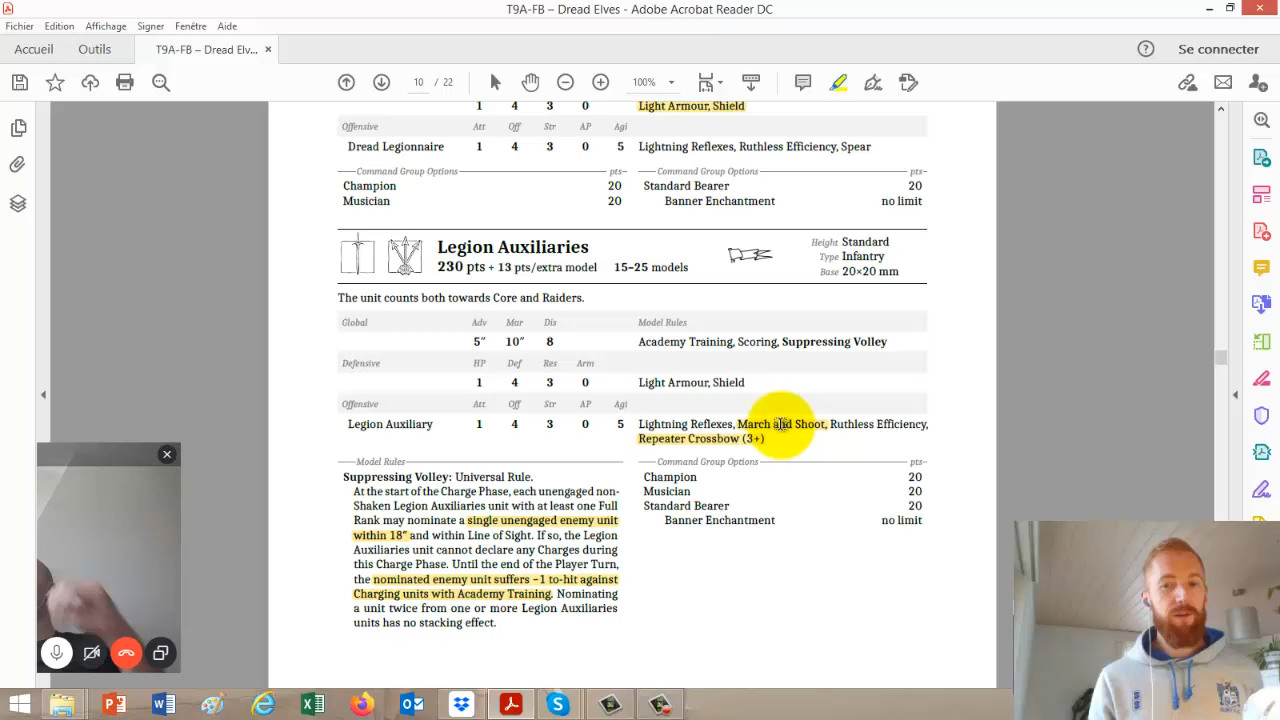 T9A-FB – Dread Elves - Adobe Acrobat Reader DC
Fichier Edition Affichage Signer Fenêtre Aide
Accueil Outils T9A-FB – Dread Elv... × Se connecter
10 / 22 100%
1 4 3 0 Light Armour, Shield
Offensive Att Off Str AP Agi
Dread Legionnaire 1 4 3 0 5 Lightning Reflexes, Ruthless Efficiency, Spear
Command Group Options pts Command Group Options pts
Champion 20 Standard Bearer 20
Musician 20 Banner Enchantment no limit
Legion Auxiliaries
230 pts + 13 pts/extra model 15–25 models
Height Standard
Type Infantry
Base 20×20 mm
The unit counts both towards Core and Raiders.
Global Adv Mar Dis Model Rules
5″ 10″ 8 Academy Training, Scoring, Suppressing Volley
Defensive HP Def Res Arm
1 4 3 0 Light Armour, Shield
Offensive Att Off Str AP Agi
Legion Auxiliary 1 4 3 0 5 Lightning Reflexes, March and Shoot, Ruthless Efficiency,
Repeater Crossbow (3+)
Model Rules
Suppressing Volley: Universal Rule.
At the start of the Charge Phase, each unengaged non-
Shaken Legion Auxiliaries unit with at least one Full
Rank may nominate a single unengaged enemy unit
within 18″ and within Line of Sight. If so, the Legion
Auxiliaries unit cannot declare any Charges during
this Charge Phase. Until the end of the Player Turn,
the nominated enemy unit suffers −1 to-hit against
Charging units with Academy Training. Nominating
a unit twice from one or more Legion Auxiliaries
units has no stacking effect.
Command Group Options pts
Champion 20
Musician 20
Standard Bearer 20
Banner Enchantment no limit